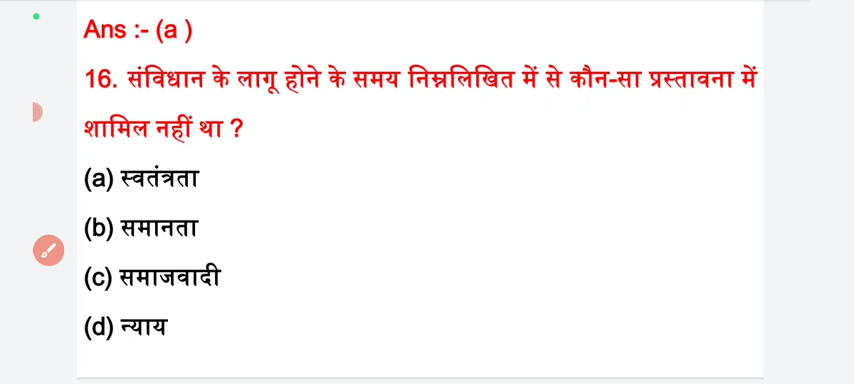 Ans :- (a )
16. संविधान के लागू होने के समय निम्नलिखित में से कौन-सा प्रस्तावना में
शामिल नहीं था ?
(a) स्वतंत्रता
(b) समानता
(c) समाजवादी
(d) न्याय